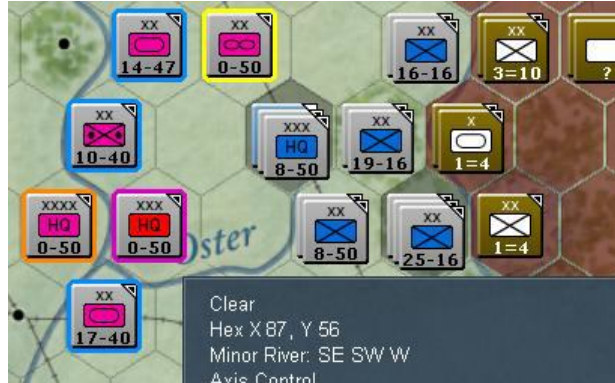 xx
14-47
xx
0-50
xx
-16-16
xx
3=10
?
xx
10-40
xxx
HQ
8-50
xx
-19-16
x
1=4
xxxx
HQ
0-50
xxx
HQ
0-50
Oster
xx
-8-50
xx
-25-16
xx
1=4
xx
17-40
Clear
Hex X 87, Y 56
Minor River: SE SW W
Axis Control